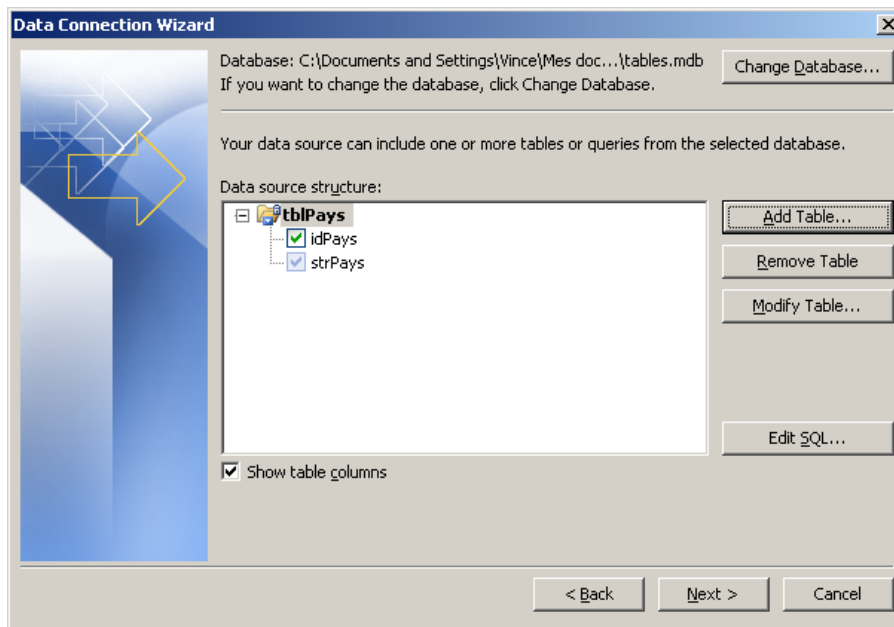 Data Connection Wizard
Database: C:\Documents and Settings\Vince\Mes doc...\tables.mdb
If you want to change the database, click Change Database.
Change Database...
Your data source can include one or more tables or queries from the selected database.
Data source structure:
tblPays
idPays
strPays
Add Table...
Remove Table
Modify Table...
Edit SQL...
Show table columns
< Back
Next >
Cancel